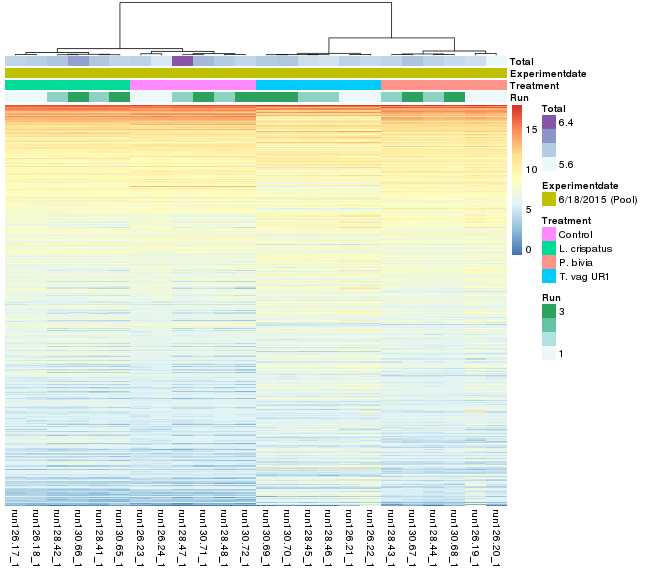 Total
Experimentdate
Treatment
Run
15
10
5
0
Total
6.4
5.6
Experimentdate
6/18/2015 (Pool)
Treatment
Control
L. crispatus
P. bivia
T. vag UR1
Run
3
1
run126.17_1
run126.18_1
run128.42_1
run130.66_1
run128.41_1
run130.65_1
run126.23_1
run126.24_1
run128.47_1
run130.71_1
run128.48_1
run130.72_1
run130.69_1
run130.70_1
run128.45_1
run128.46_1
run126.21_1
run126.22_1
run128.43_1
run130.67_1
run128.44_1
run130.68_1
run126.19_1
run126.20_1